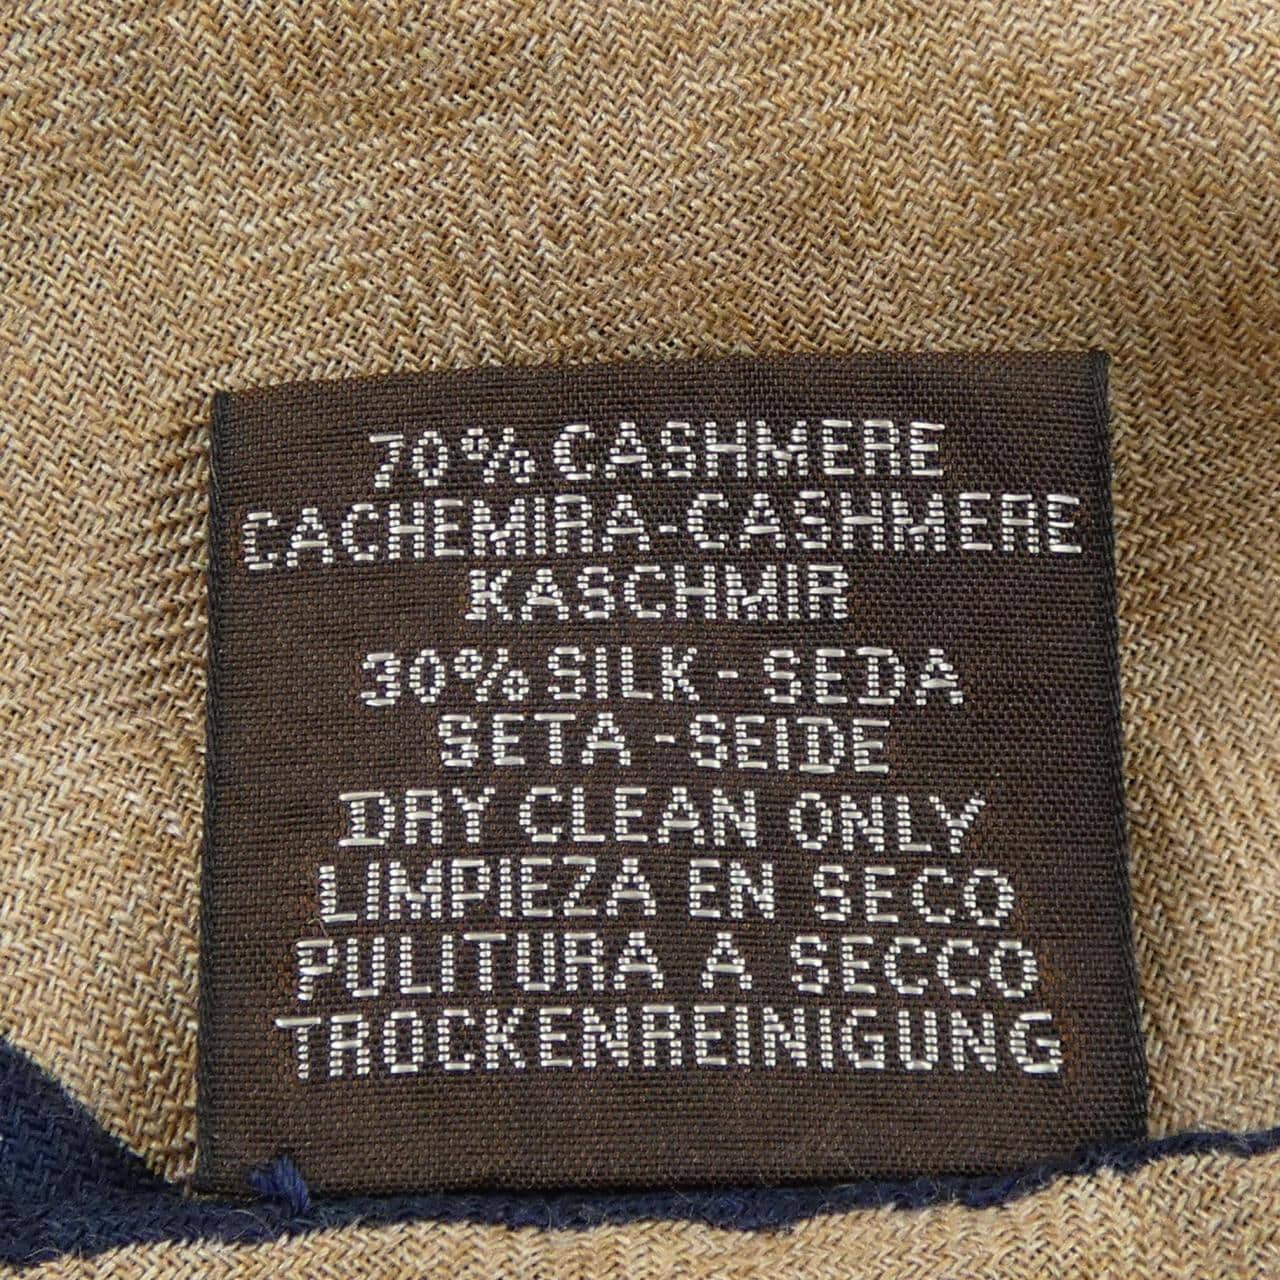 70% CASHMERE
CACHEMIRA-CASHMERE
KASCHMIR
30% SILK - SEDA
SETA - SEIDE
DRY CLEAN ONLY
LIMPIEZA EN SECO
PULITURA A SECCO
TROCKENREINIGUNG